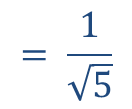 = 1/√5